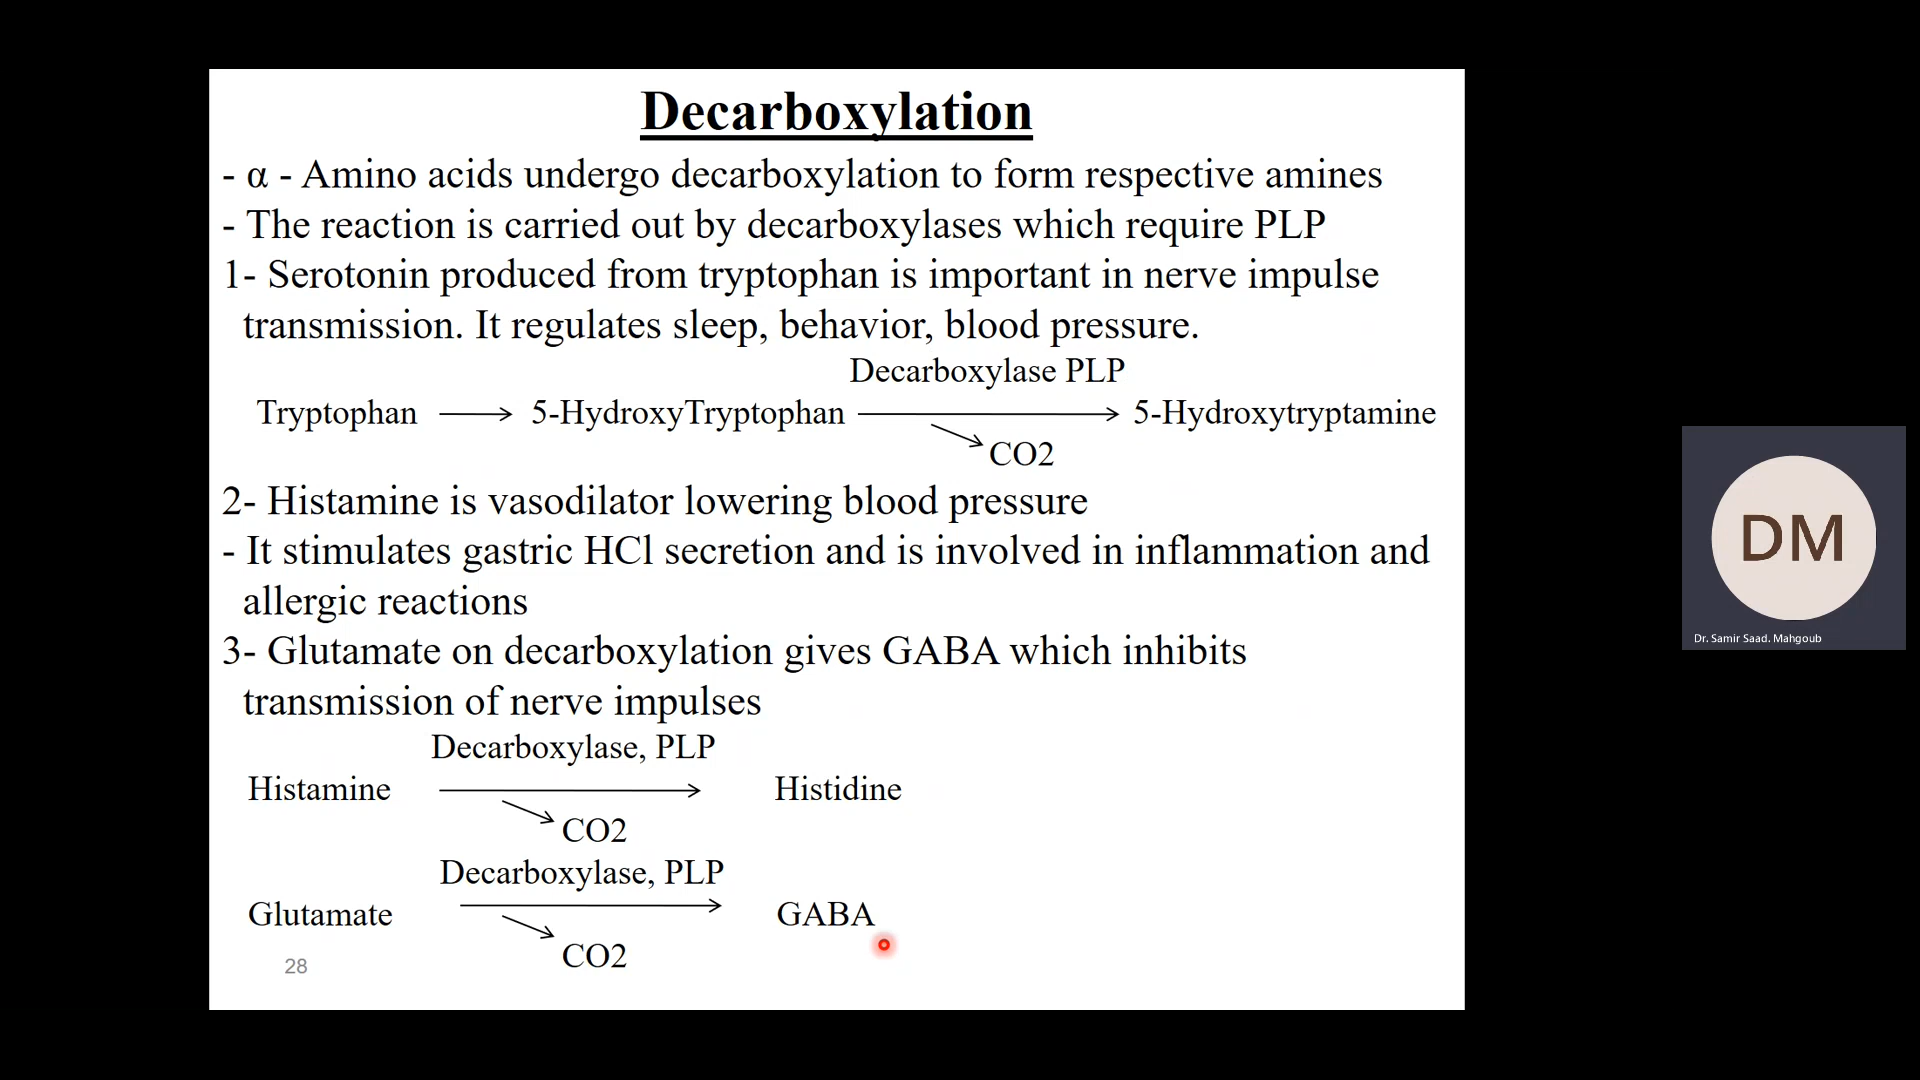 Decarboxylation
- α - Amino acids undergo decarboxylation to form respective amines
- The reaction is carried out by decarboxylases which require PLP
1- Serotonin produced from tryptophan is important in nerve impulse
transmission. It regulates sleep, behavior, blood pressure.
Decarboxylase PLP
Tryptophan 5-HydroxyTryptophan 5-Hydroxytryptamine
CO2
2- Histamine is vasodilator lowering blood pressure
- It stimulates gastric HCl secretion and is involved in inflammation and
allergic reactions
3- Glutamate on decarboxylation gives GABA which inhibits
transmission of nerve impulses
Decarboxylase, PLP
Histamine Histidine
CO2
Decarboxylase, PLP
Glutamate GABA
CO2
28
DM
Dr. Samir Saad. Mahgoub